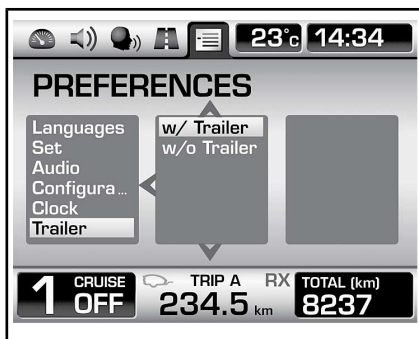 23°c 14:34
PREFERENCES
Languages
Set
Audio
Configura...
Clock
Trailer
w/ Trailer
w/o Trailer
1 CRUISE OFF
TRIP A
234.5 km
RX
TOTAL (km)
8237